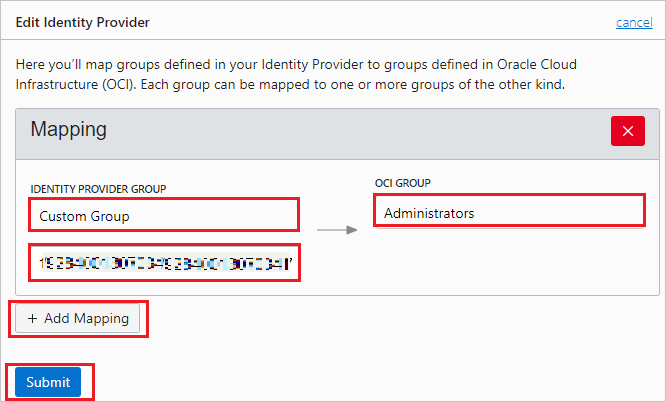 Edit Identity Provider
cancel
Here you'll map groups defined in your Identity Provider to groups defined in Oracle Cloud
Infrastructure (OCI). Each group can be mapped to one or more groups of the other kind.
Mapping
IDENTITY PROVIDER GROUP
OCI GROUP
Custom Group
Administrators
+ Add Mapping
Submit